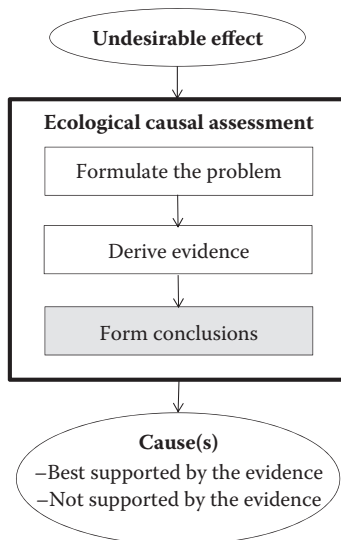 Undesirable effect
Ecological causal assessment
Formulate the problem
Derive evidence
Form conclusions
Cause(s)
–Best supported by the evidence
–Not supported by the evidence